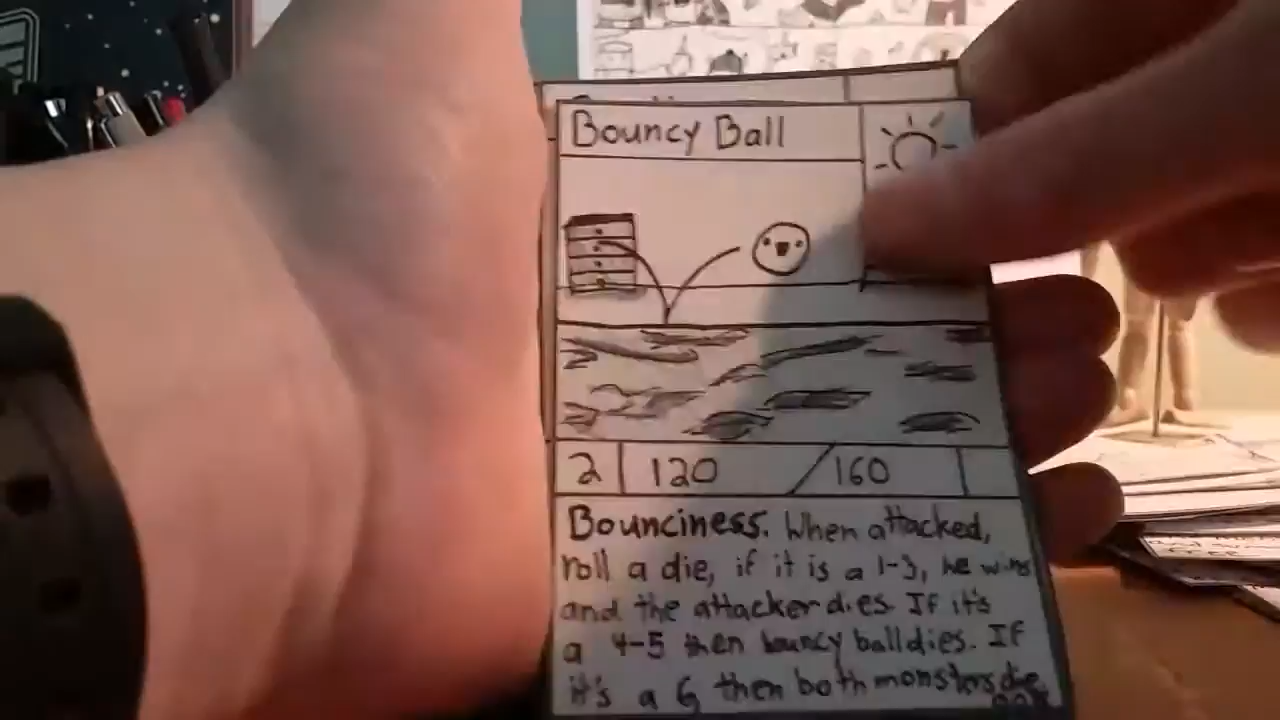 Bouncy Ball
2 120 / 160
Bounciness. When attacked,
roll a die, if it is a 1-3, he wins
and the attacker dies. If it's
a 4-5 then bouncy ball dies. If
it's a 6 then both monsters die